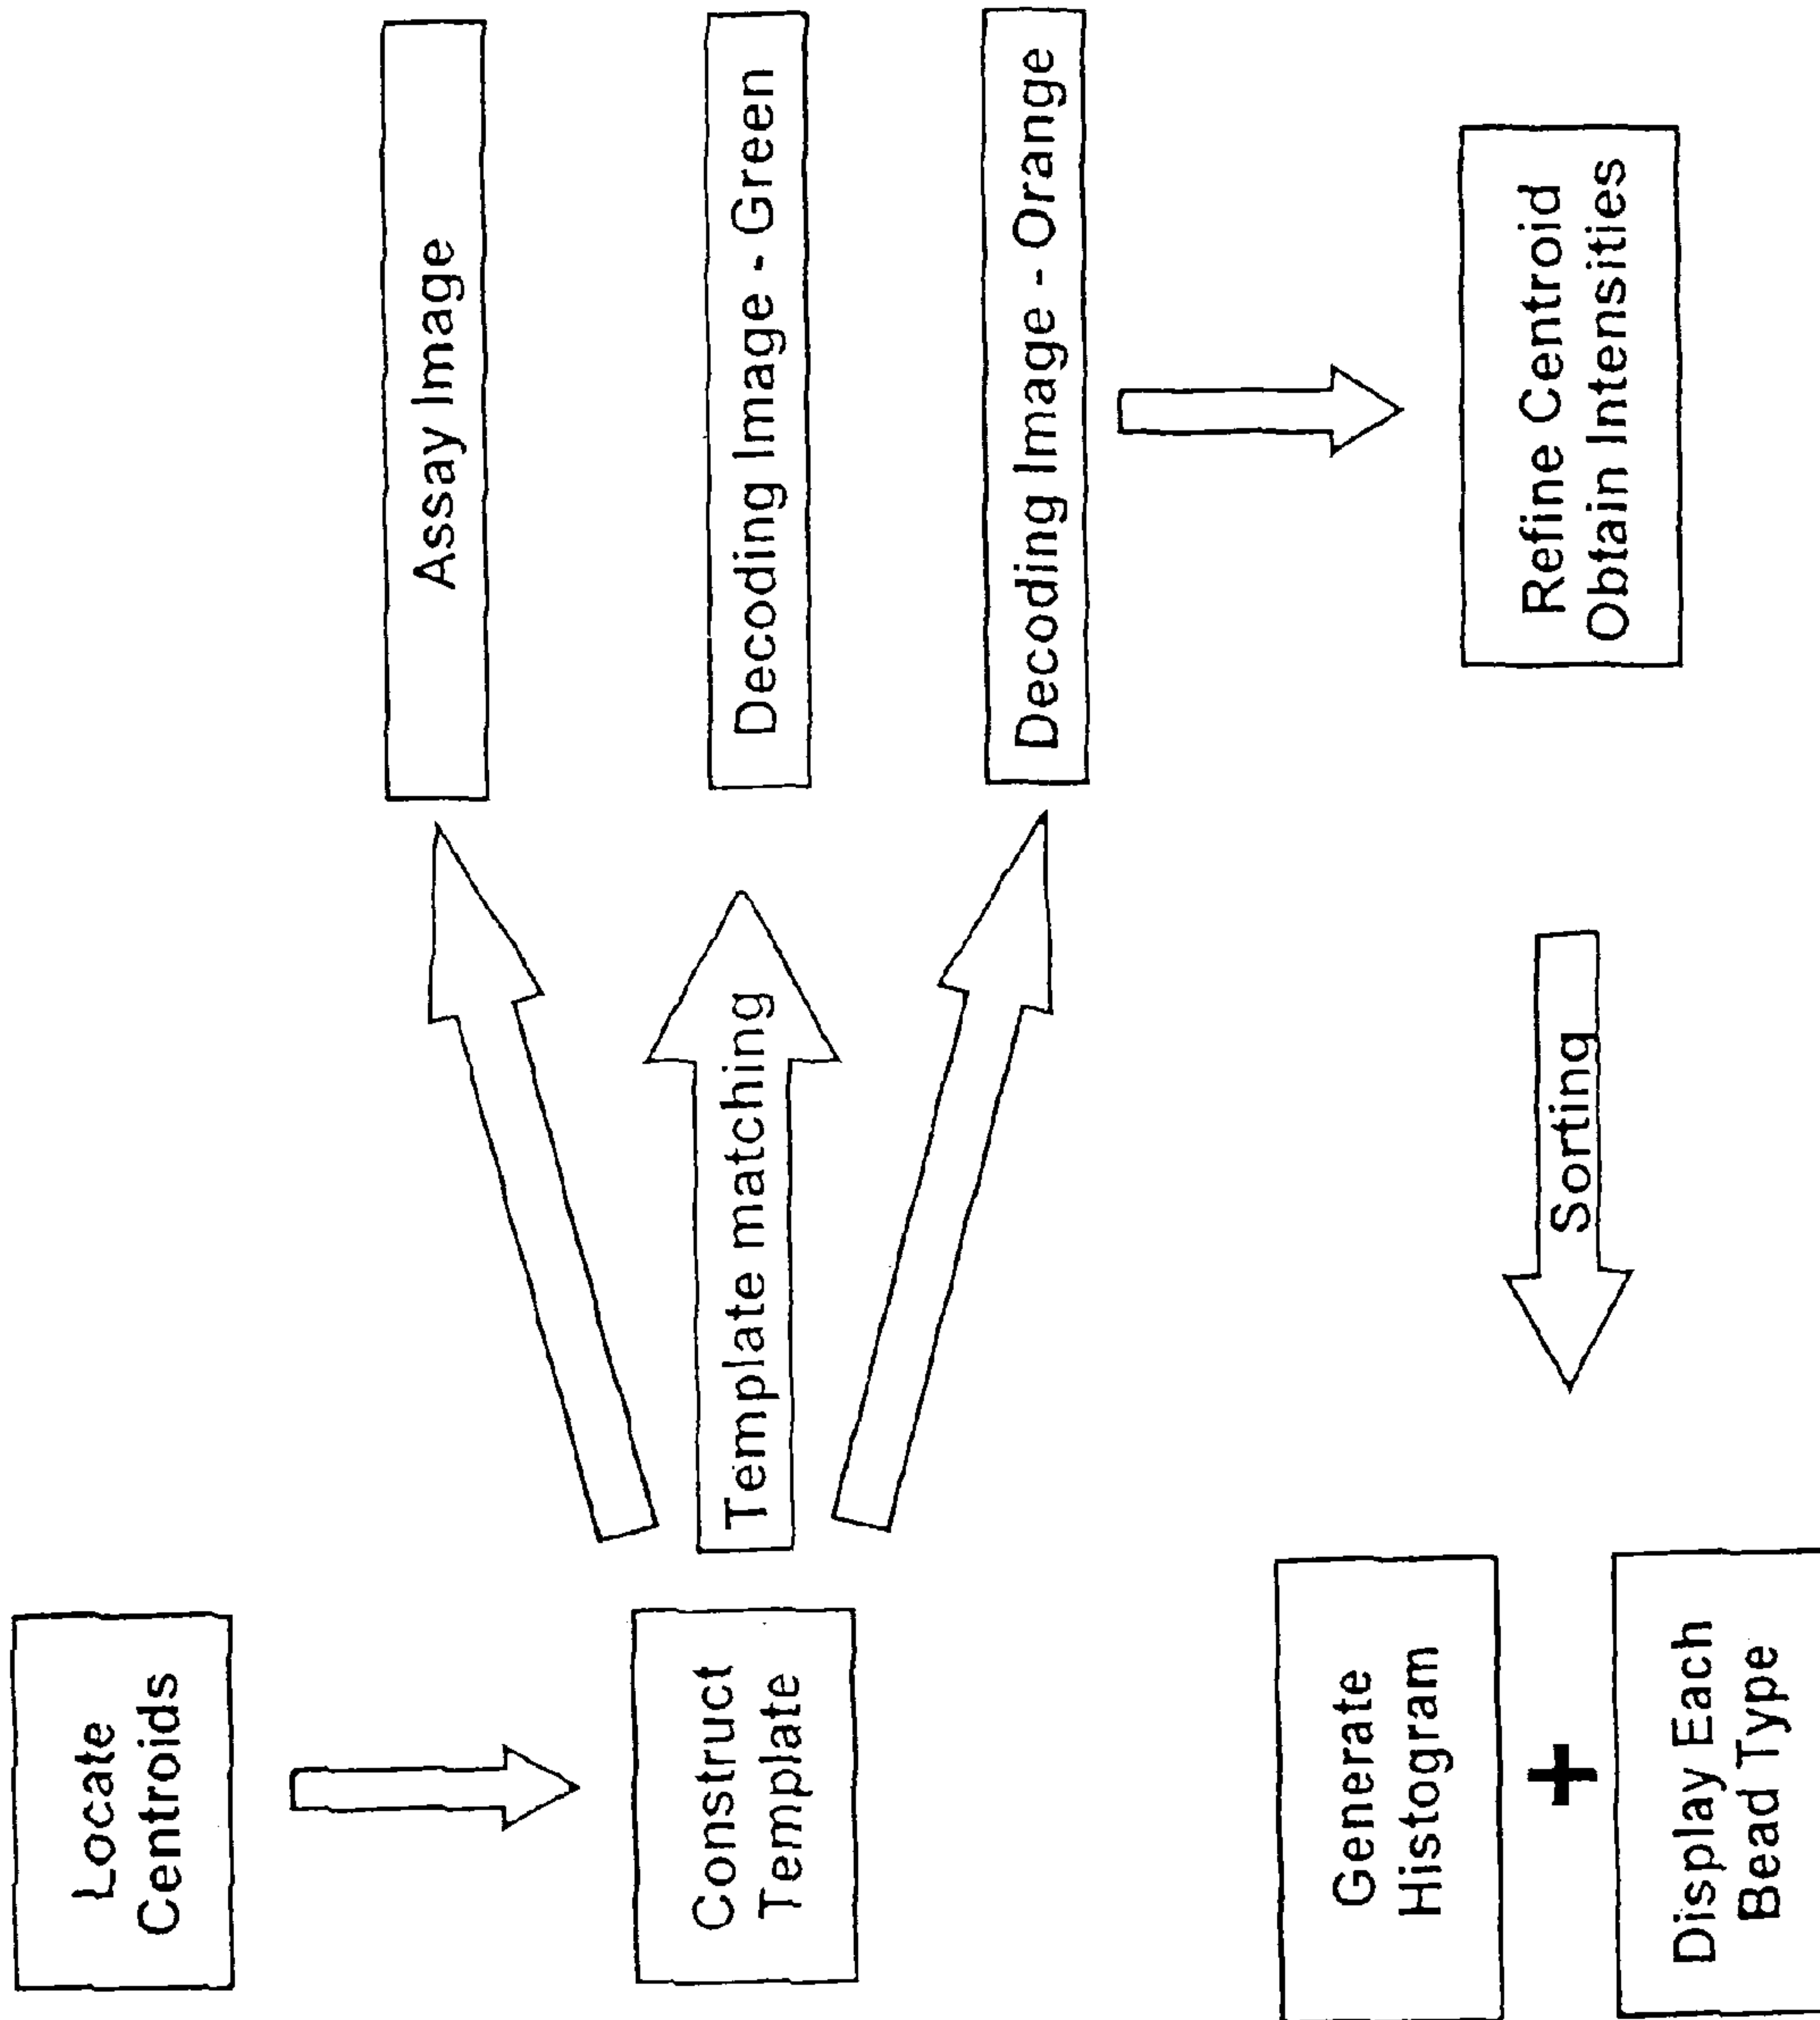 Locate
Centroids
Construct
Template
Template matching
Assay Image
Decoding Image - Green
Decoding Image - Orange
Refine Centroid
Obtain Intensities
Sorting
Generate
Histogram
+
Display Each
Bead Type